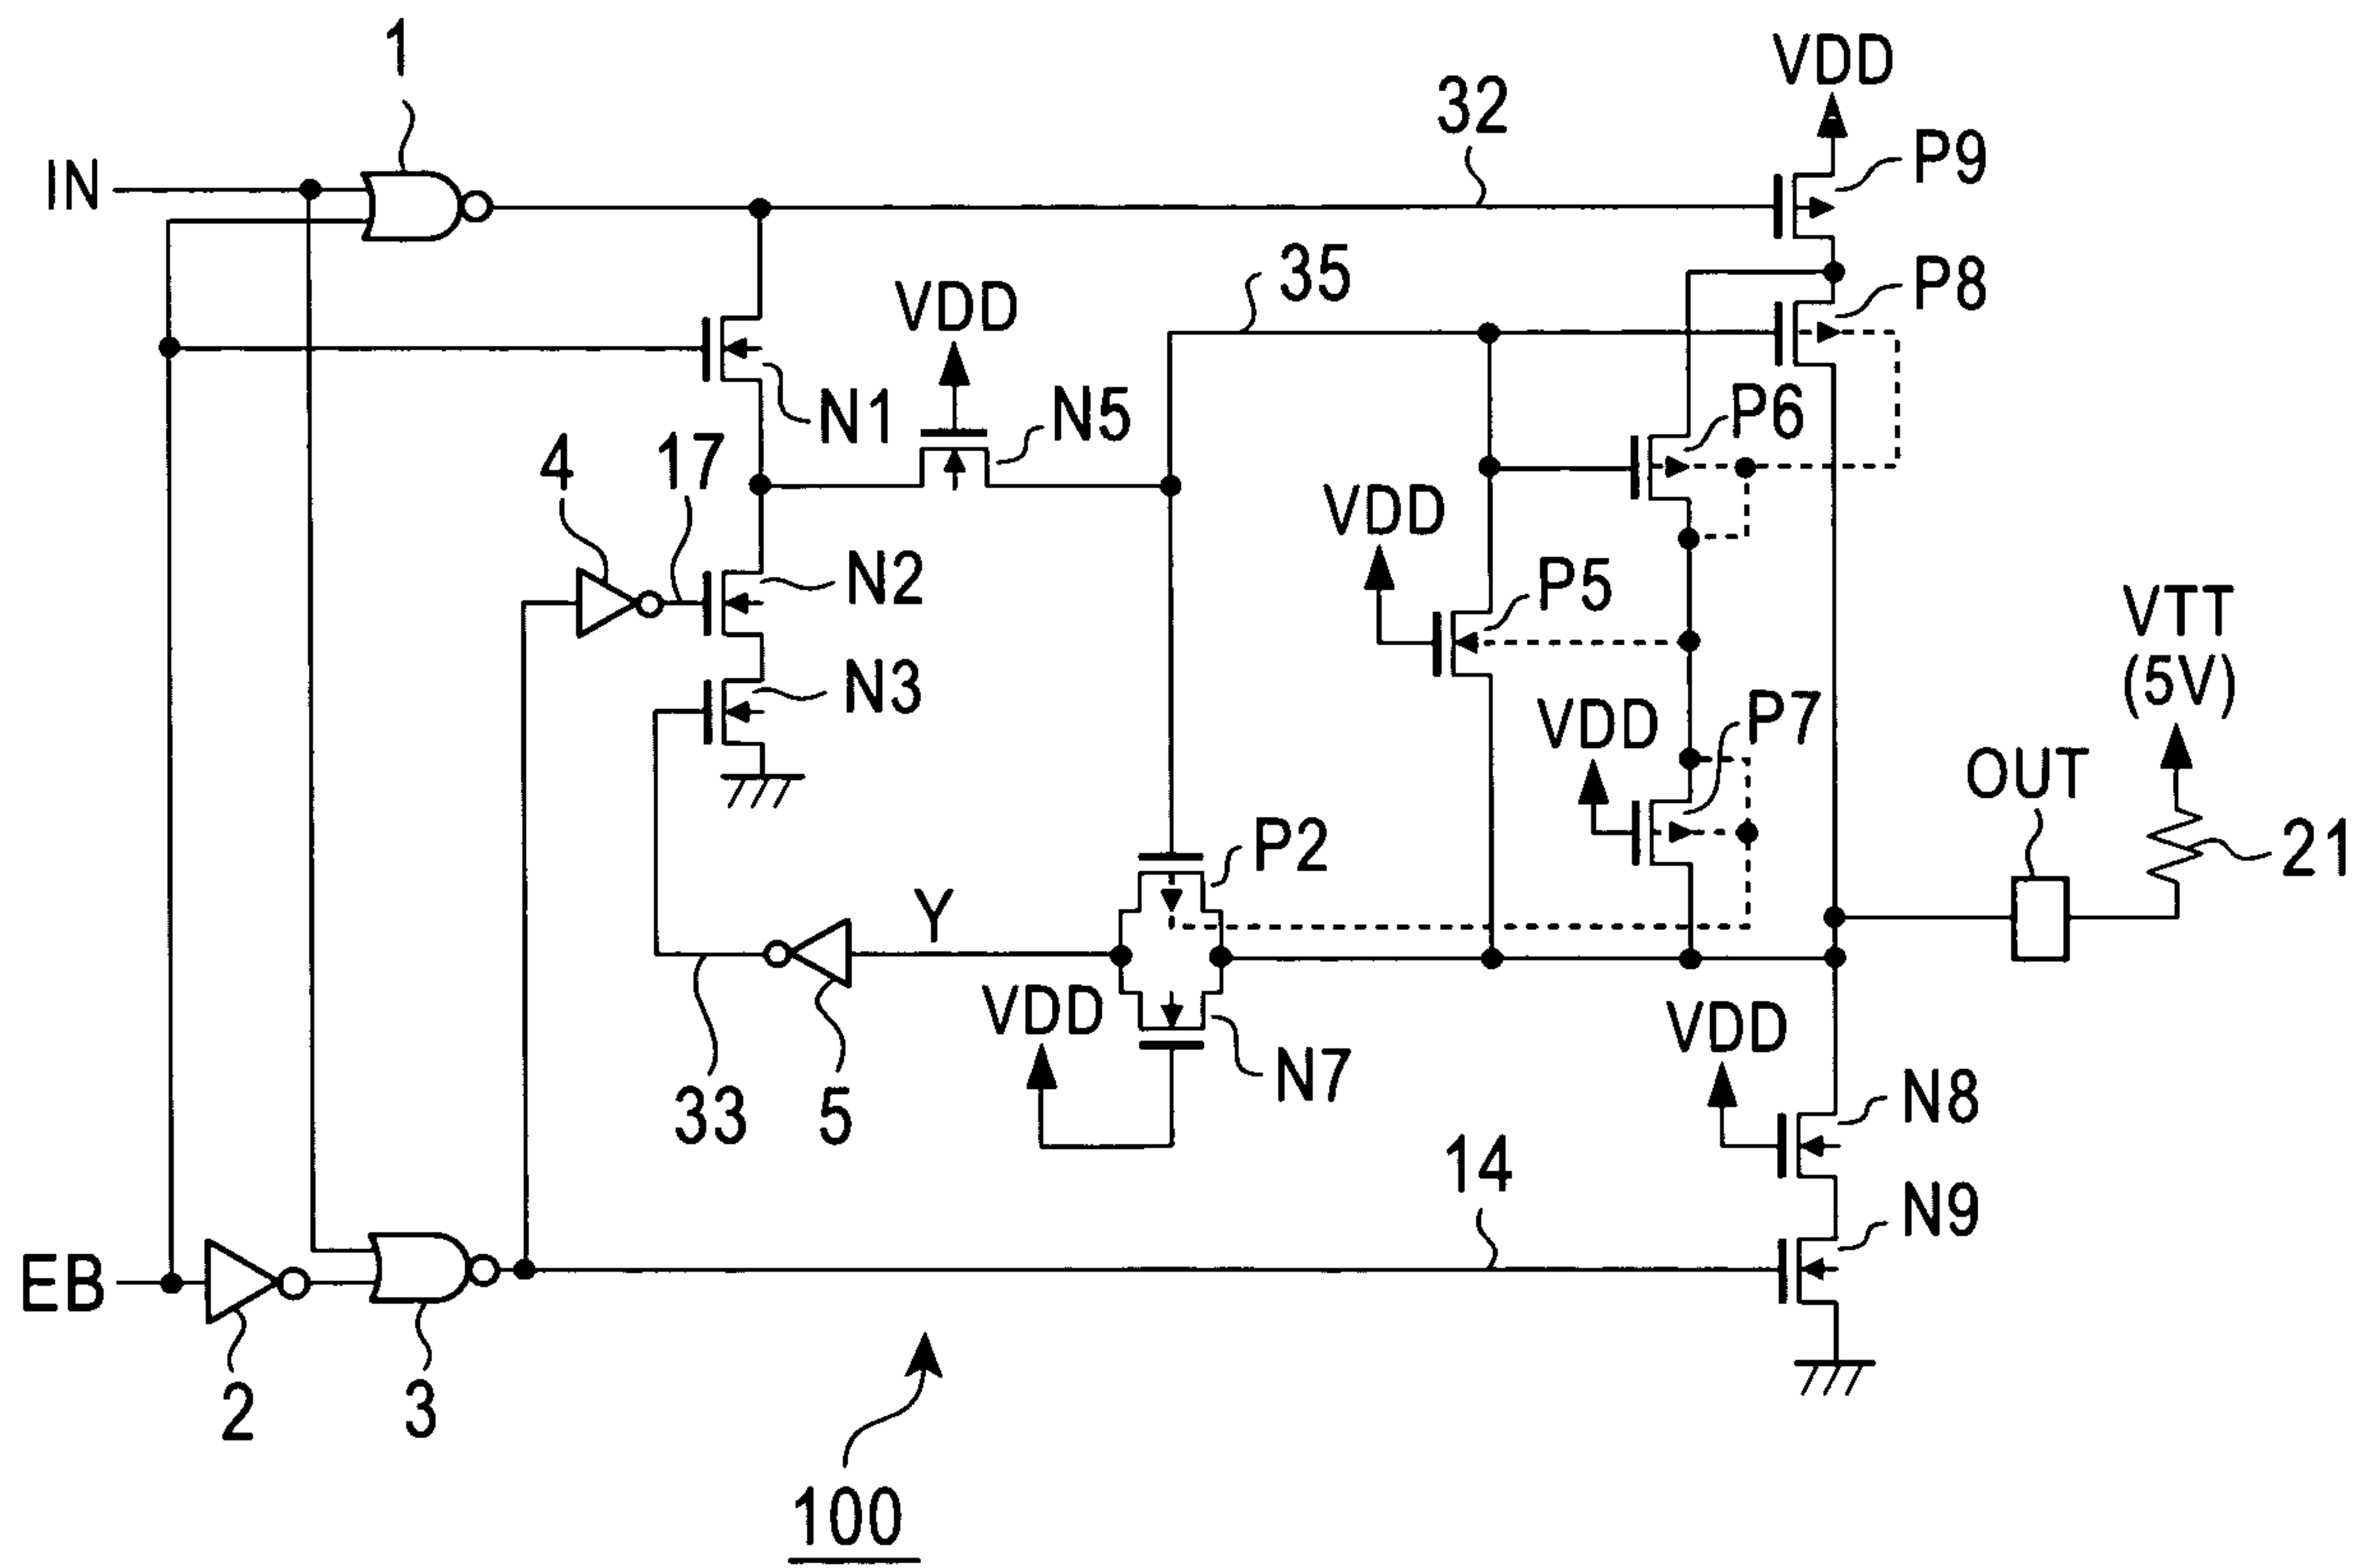 1
VDD
32
P9
IN
35
P8
VDD
N1
N5
P6
4
17
VDD
N2
P5
VTT
(5V)
N3
VDD
P7
OUT
P2
21
Y
VDD
VDD
N7
N8
33
5
14
N9
EB
2
3
100